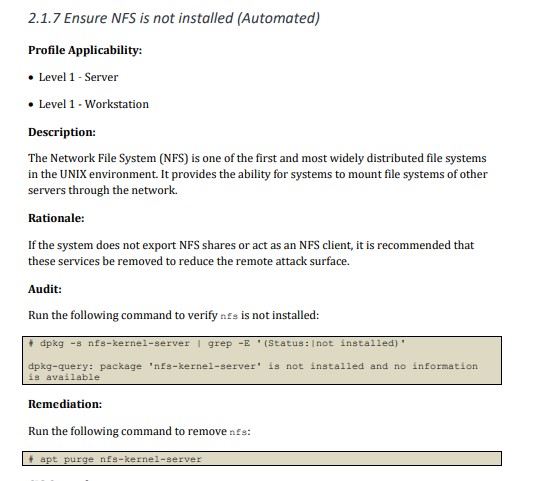 2.1.7 Ensure NFS is not installed (Automated)
Profile Applicability:
• Level 1 - Server
• Level 1 - Workstation
Description:
The Network File System (NFS) is one of the first and most widely distributed file systems
in the UNIX environment. It provides the ability for systems to mount file systems of other
servers through the network.
Rationale:
If the system does not export NFS shares or act as an NFS client, it is recommended that
these services be removed to reduce the remote attack surface.
Audit:
Run the following command to verify nfs is not installed:
# dpkg -s nfs-kernel-server | grep -E '(Status:|not installed)'
dpkg-query: package 'nfs-kernel-server' is not installed and no information
is available
Remediation:
Run the following command to remove nfs:
# apt purge nfs-kernel-server